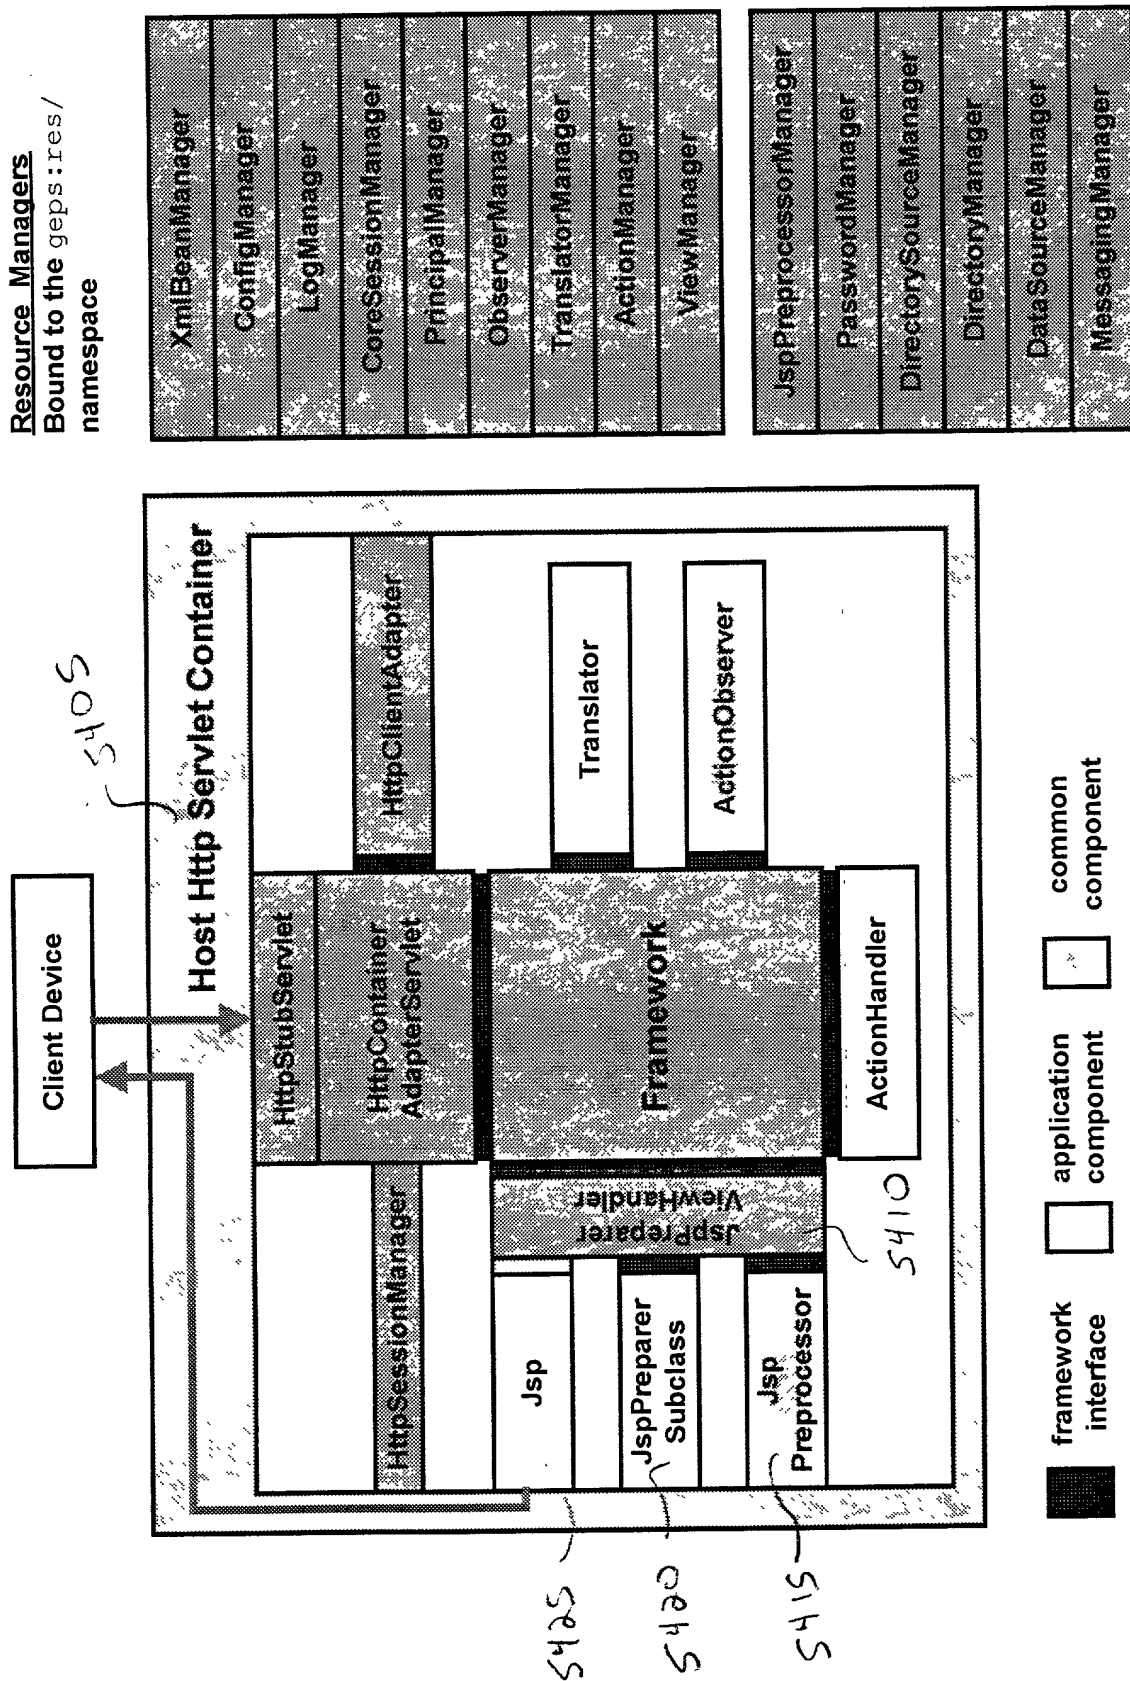 Resource Managers
Bound to the geps:res/
namespace
XmlBeanManager
ConfigManager
LogManager
CoreSessionManager
PrincipalManager
ObserverManager
TranslatorManager
ActionManager
ViewManager
JspPreprocessorManager
PasswordManager
DirectorySourceManager
DirectoryManager
DataSourceManager
MessagingManager
Client Device
5405
Host Http Servlet Container
HttpStubServlet
HttpContainer
AdapterServlet
HttpClientAdapter
HttpSessionManager
Framework
Translator
ActionObserver
ActionHandler
JspPreparer
ViewHandler
5410
Jsp
JspPreparer
Subclass
Jsp
Preprocessor
5425
5420
5415
framework
interface
application
component
common
component